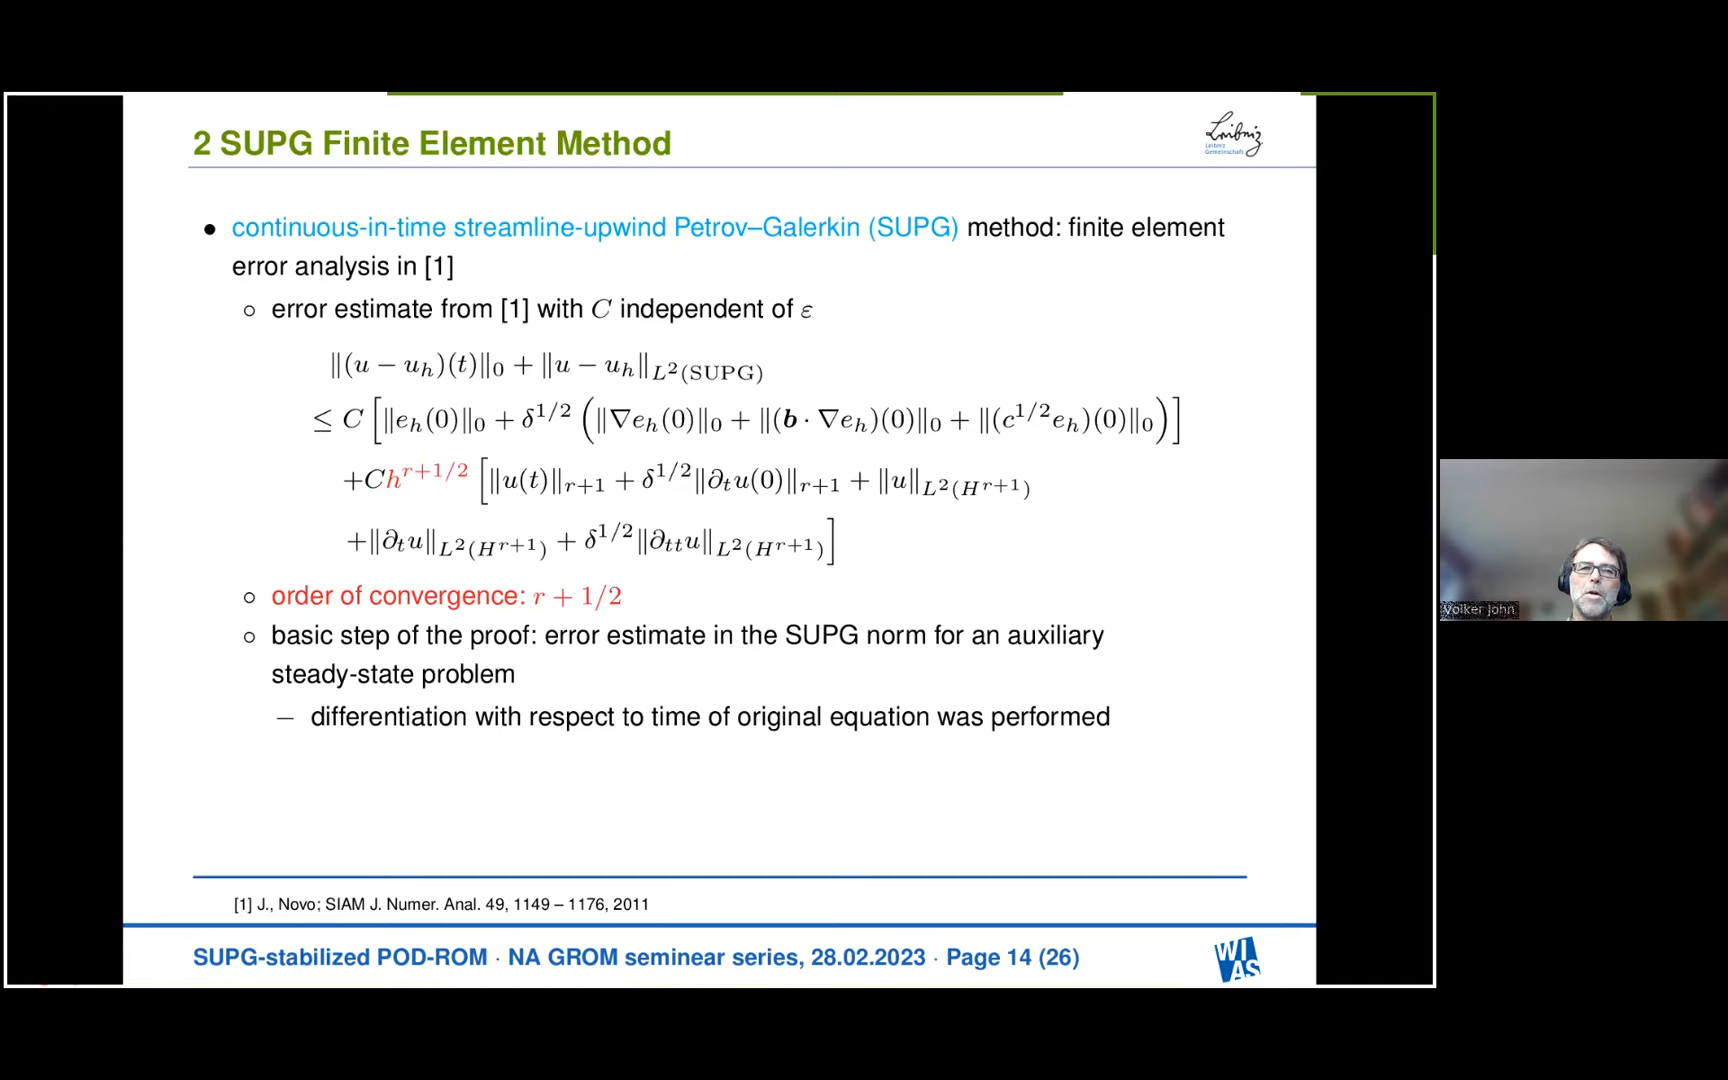 2 SUPG Finite Element Method
Leibniz
Leibniz
Gemeinschaft
• continuous-in-time streamline-upwind Petrov–Galerkin (SUPG) method: finite element
error analysis in [1]
○ error estimate from [1] with C independent of ε
‖(u − u_h)(t)‖_0 + ‖u − u_h‖_{L^2(SUPG)}
≤ C [‖e_h(0)‖_0 + δ^{1/2} (‖∇e_h(0)‖_0 + ‖(b · ∇e_h)(0)‖_0 + ‖(c^{1/2}e_h)(0)‖_0)]
+Ch^{r+1/2} [‖u(t)‖_{r+1} + δ^{1/2}‖∂_t u(0)‖_{r+1} + ‖u‖_{L^2(H^{r+1})}
+‖∂_t u‖_{L^2(H^{r+1})} + δ^{1/2}‖∂_{tt} u‖_{L^2(H^{r+1})}]
○ order of convergence: r + 1/2
○ basic step of the proof: error estimate in the SUPG norm for an auxiliary
steady-state problem
– differentiation with respect to time of original equation was performed
Volker John
[1] J., Novo; SIAM J. Numer. Anal. 49, 1149 – 1176, 2011
SUPG-stabilized POD-ROM · NA GROM seminear series, 28.02.2023 · Page 14 (26)
WI
AS